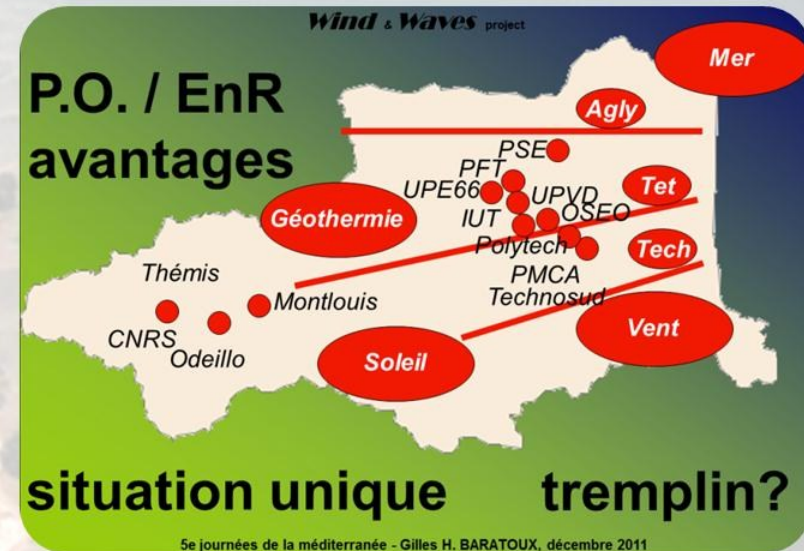 Wind & Waves project
Mer
P.O. / EnR
avantages
Agly
PSE
PFT
UPE66
UPVD
Tet
Géothermie
IUT
OSEO
Polytech
Tech
Thémis
PMCA
Montlouis
Technosud
CNRS
Odeillo
Soleil
Vent
situation unique
tremplin?
5e journées de la méditerranée - Gilles H. BARATOUX, décembre 2011